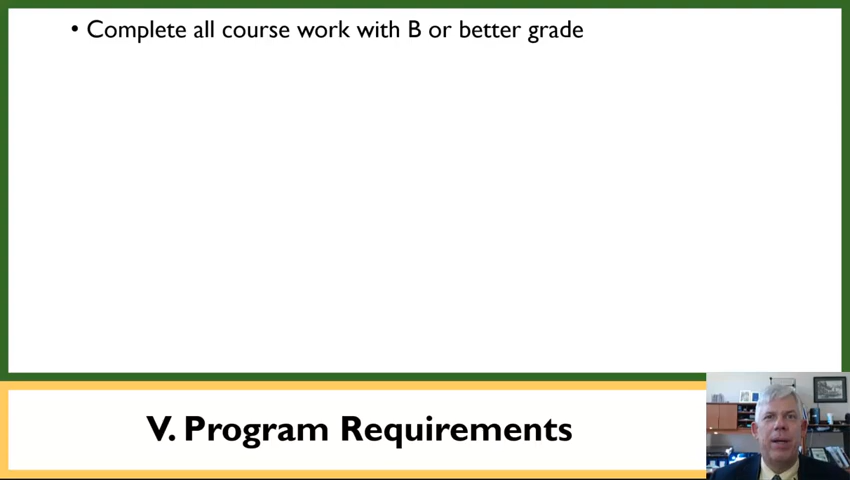 • Complete all course work with B or better grade
V. Program Requirements